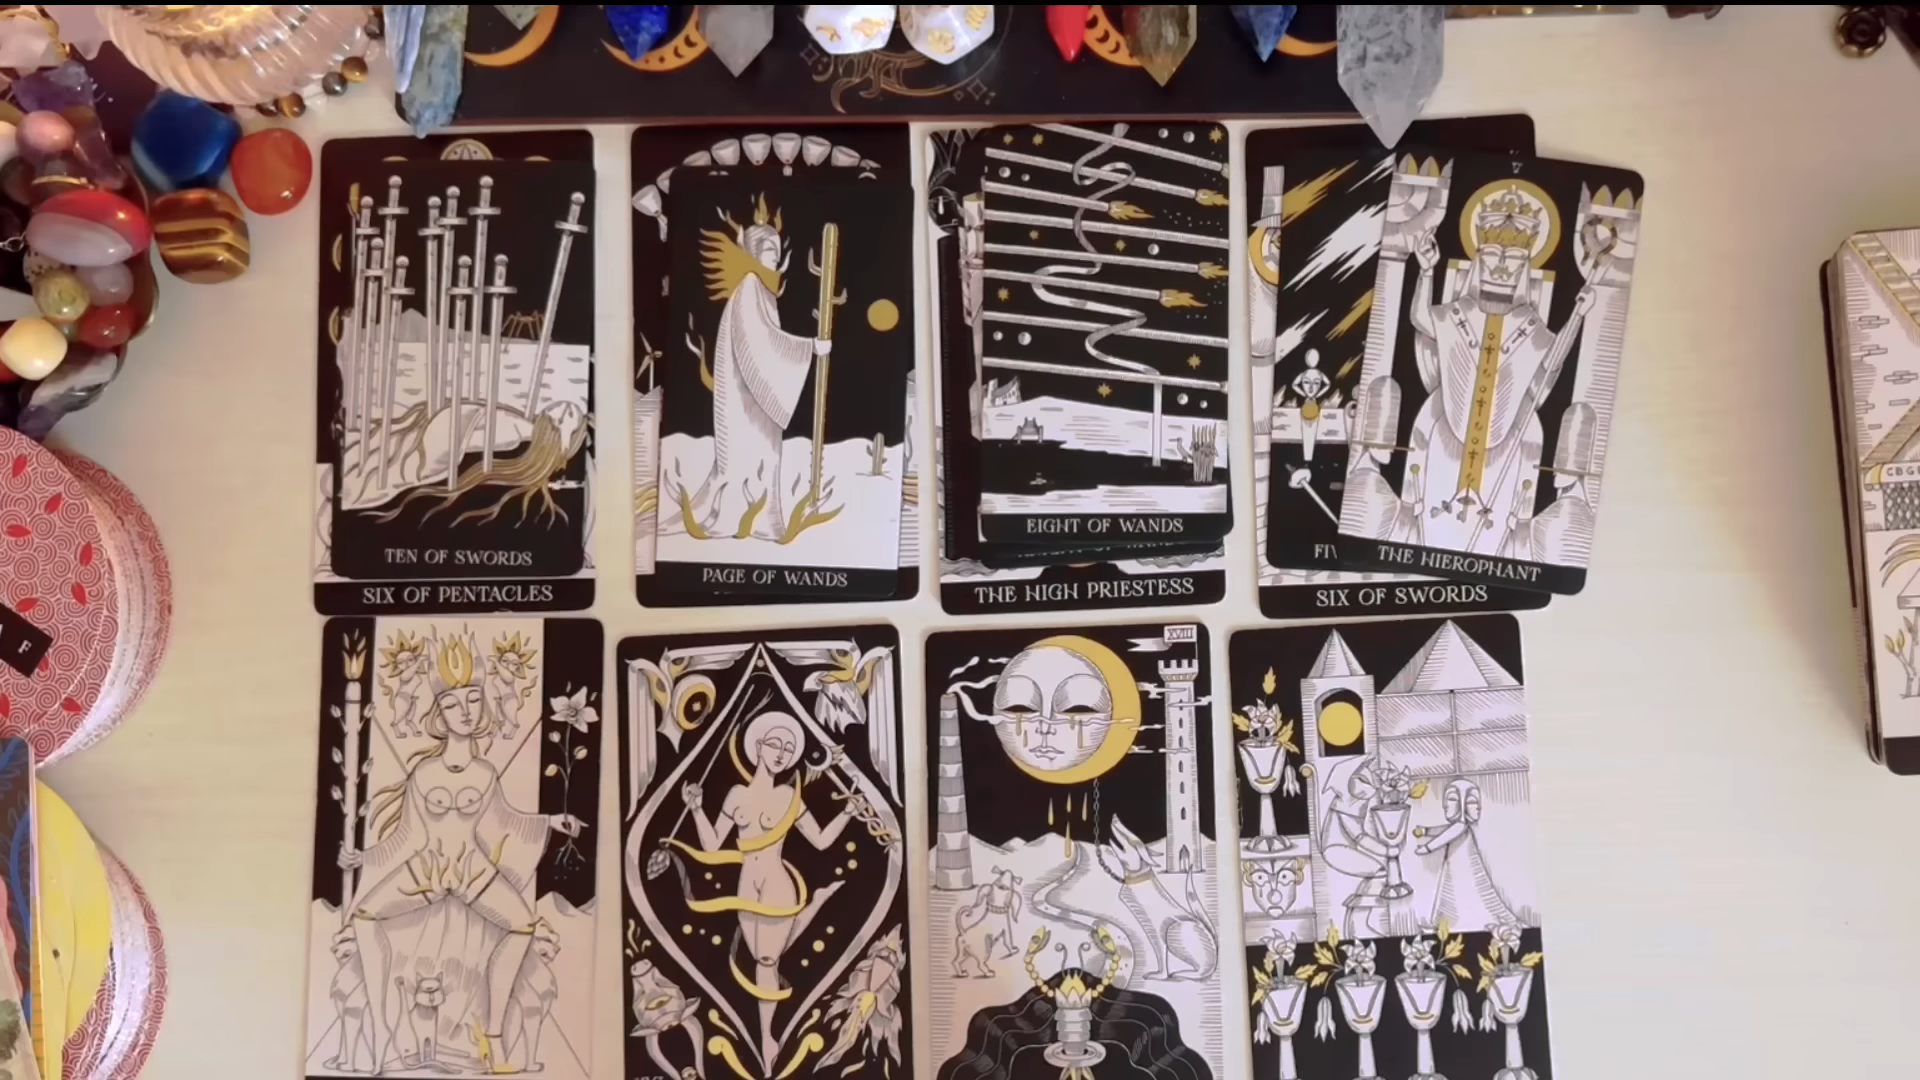 TEN OF SWORDS
SIX OF PENTACLES
PAGE OF WANDS
EIGHT OF WANDS
THE HIGH PRIESTESS
V
FIV
THE HIEROPHANT
SIX OF SWORDS
XVIII
F